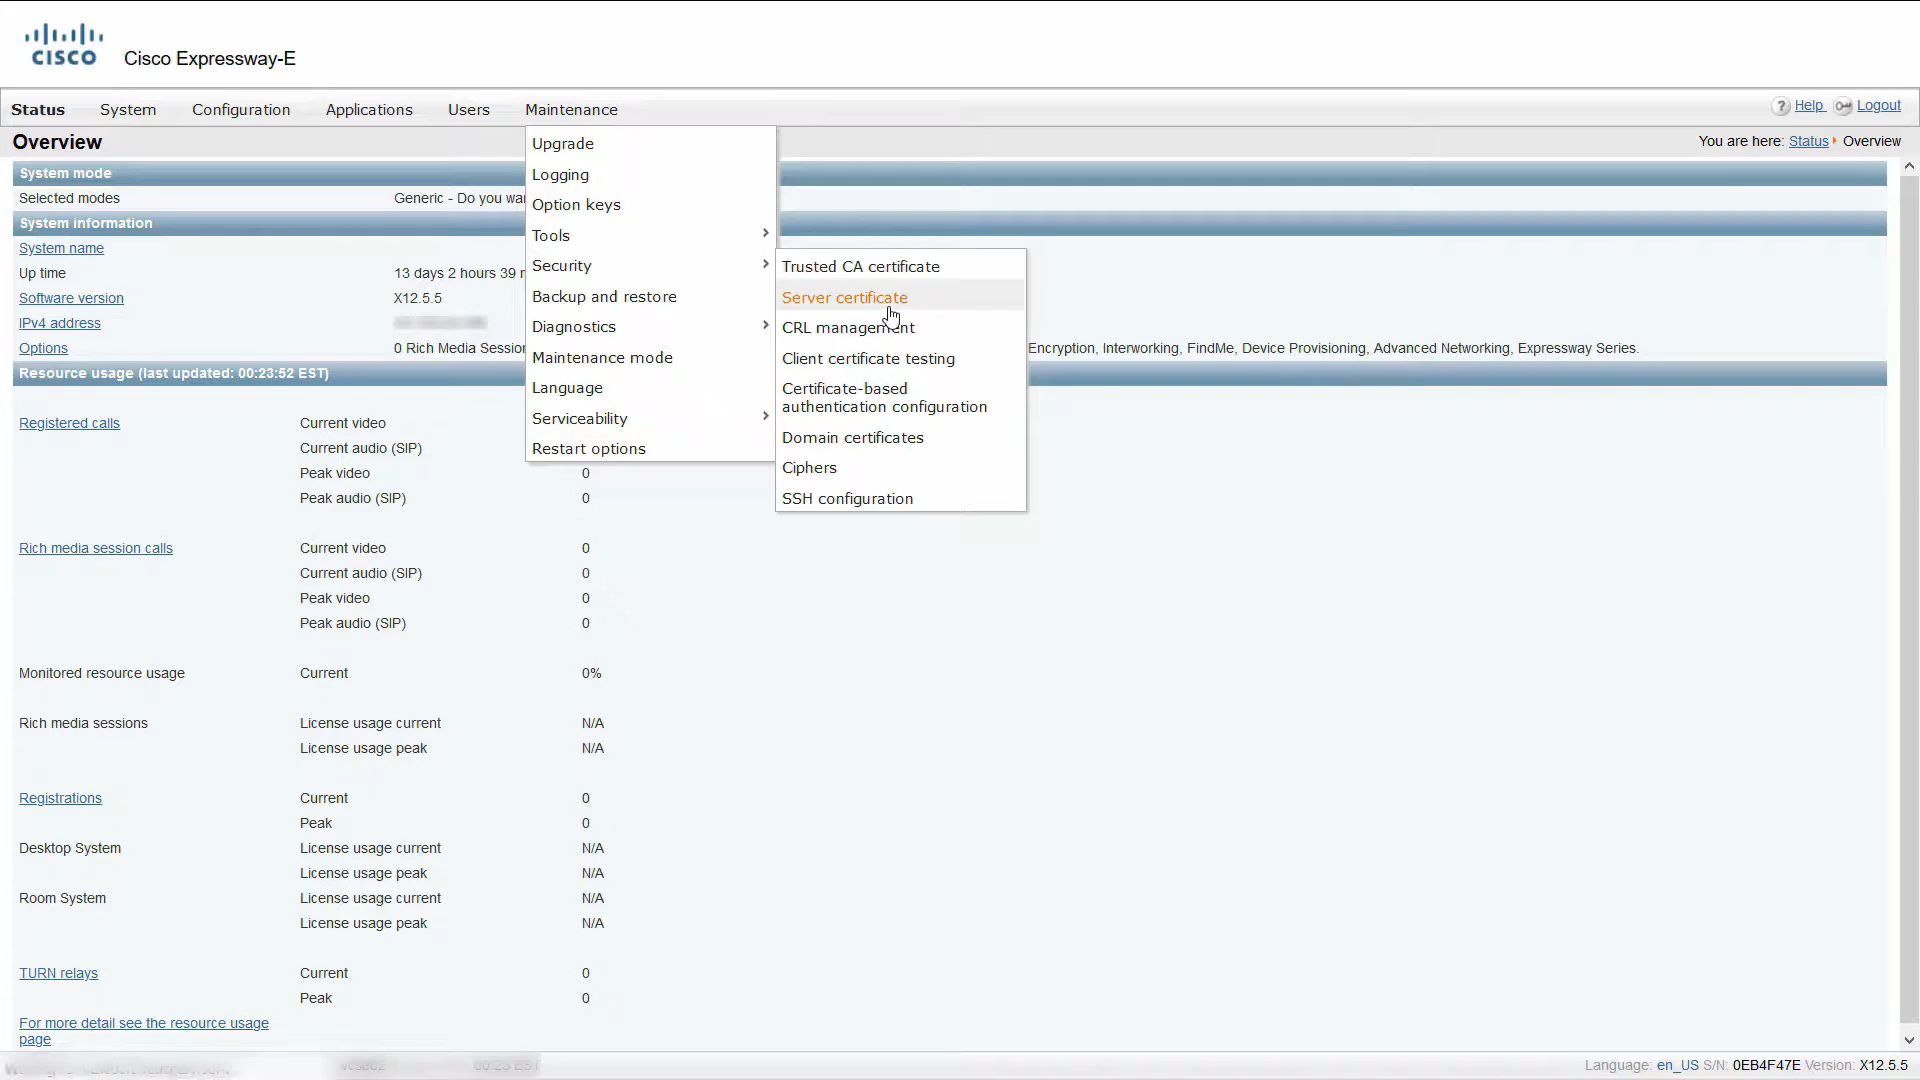 CISCO
Cisco Expressway-E
Status System Configuration Applications Users Maintenance
? Help Logout
Overview
You are here: Status Overview
Upgrade
Logging
Option keys
Tools
Security
Backup and restore
Diagnostics
Maintenance mode
Language
Serviceability
Restart options
Trusted CA certificate
Server certificate
CRL management
Client certificate testing
Certificate-based
authentication configuration
Domain certificates
Ciphers
SSH configuration
System mode
Selected modes Generic - Do you
System information
System name
Up time 13 days 2 hours 39
Software version X12.5.5
IPv4 address
Options 0 Rich Media Encryption, Interworking, FindMe, Device Provisioning, Advanced Networking, Expressway Series.
Resource usage (last updated: 00:23:52 EST)
Registered calls Current video
Current audio (SIP)
Peak video 0
Peak audio (SIP) 0
Rich media session calls Current video 0
Current audio (SIP) 0
Peak video 0
Peak audio (SIP) 0
Monitored resource usage Current 0%
Rich media sessions License usage current N/A
License usage peak N/A
Registrations Current 0
Peak 0
Desktop System License usage current N/A
License usage peak N/A
Room System License usage current N/A
License usage peak N/A
TURN relays Current 0
Peak 0
For more detail see the resource usage
page
Language: en_US S/N: 0EB4F47E Version: X12.5.5